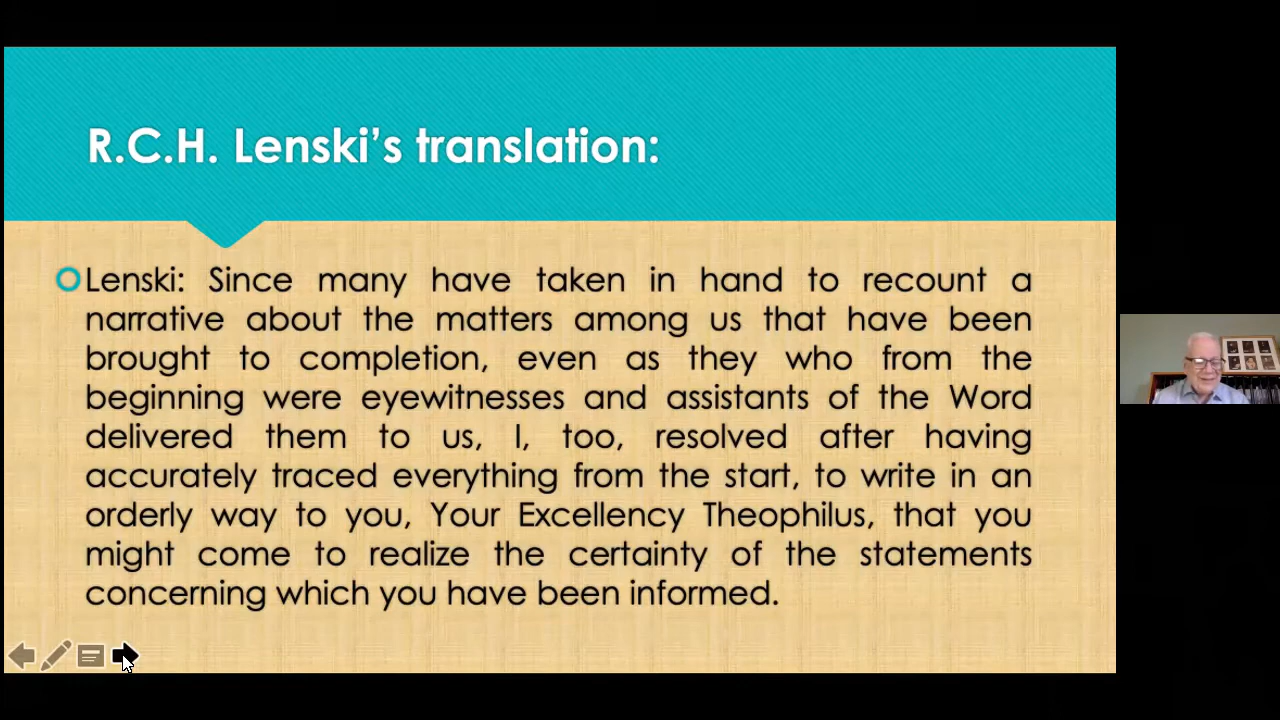 R.C.H. Lenski’s translation:
Lenski: Since many have taken in hand to recount a
narrative about the matters among us that have been
brought to completion, even as they who from the
beginning were eyewitnesses and assistants of the Word
delivered them to us, I, too, resolved after having
accurately traced everything from the start, to write in an
orderly way to you, Your Excellency Theophilus, that you
might come to realize the certainty of the statements
concerning which you have been informed.